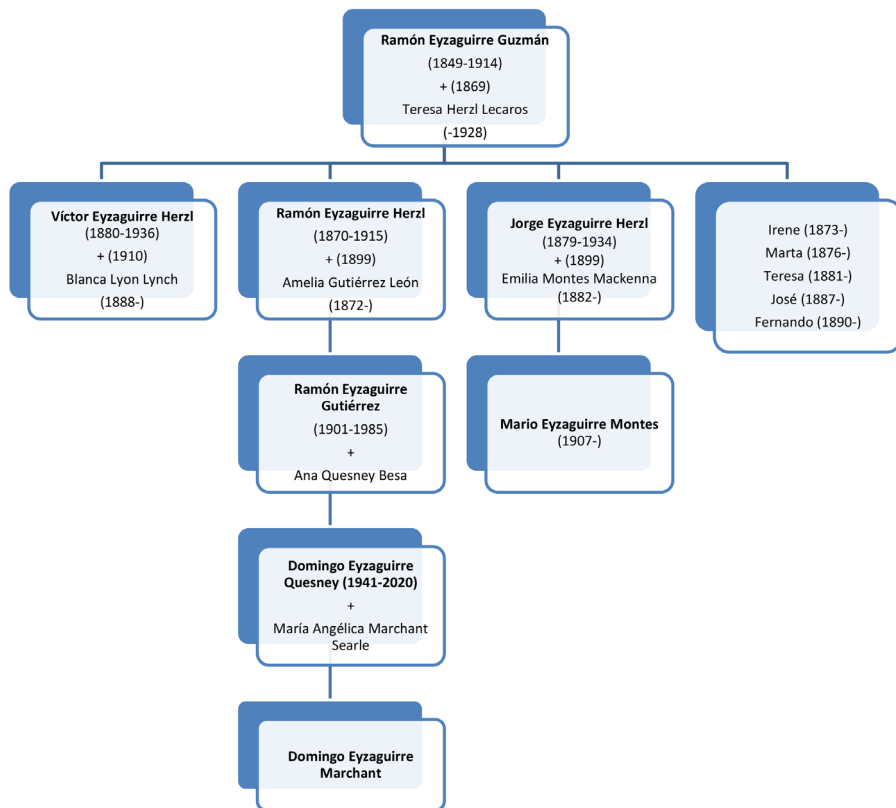 Ramón Eyzaguirre Guzmán
(1849-1914)
+ (1869)
Teresa Herzl Lecaros
(-1928)
Víctor Eyzaguirre Herzl
(1880-1936)
+ (1910)
Blanca Lyon Lynch
(1888-)
Ramón Eyzaguirre Herzl
(1870-1915)
+ (1899)
Amelia Gutiérrez León
(1872-)
Jorge Eyzaguirre Herzl
(1879-1934)
+ (1899)
Emilia Montes Mackenna
(1882-)
Irene (1873-)
Marta (1876-)
Teresa (1881-)
José (1887-)
Fernando (1890-)
Ramón Eyzaguirre
Gutiérrez
(1901-1985)
+
Ana Quesney Besa
Mario Eyzaguirre Montes
(1907-)
Domingo Eyzaguirre
Quesney (1941-2020)
+
María Angélica Marchant
Searle
Domingo Eyzaguirre
Marchant